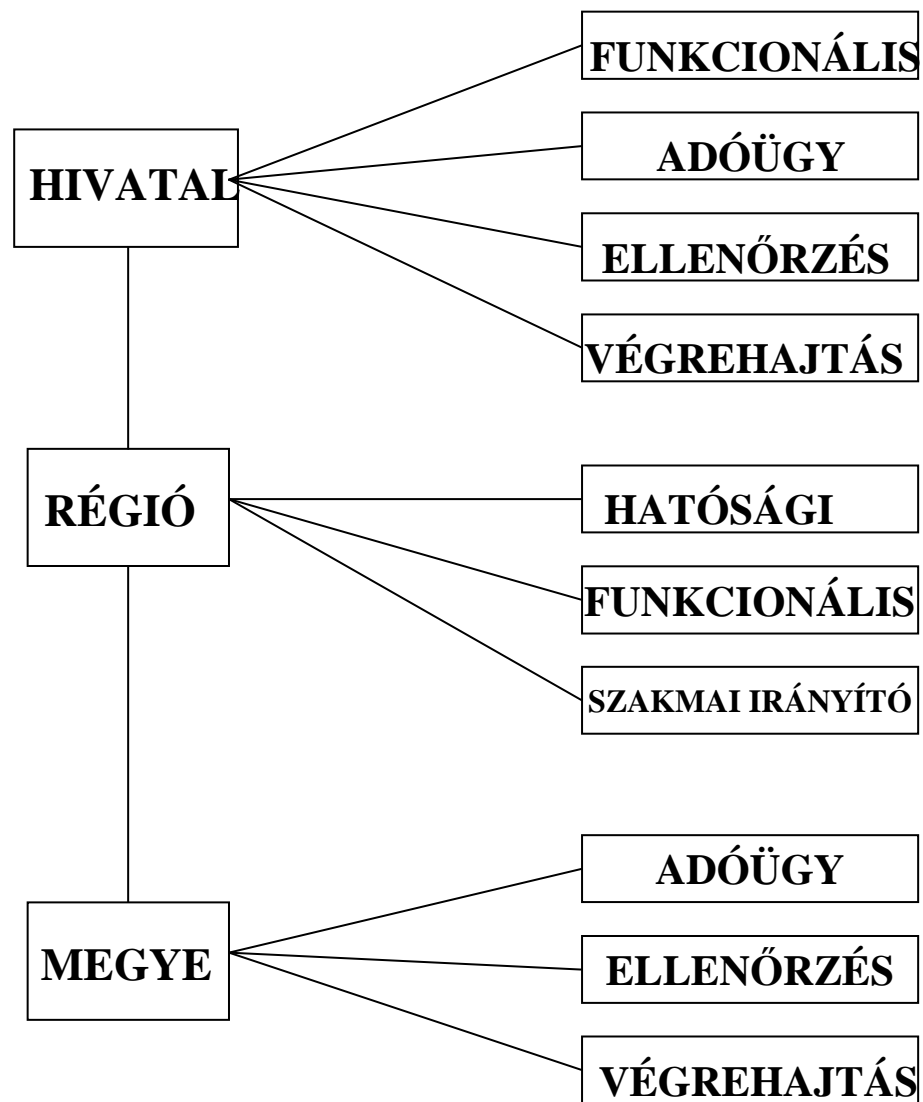 FUNKCIONÁLIS
ADÓÜGY
HIVATAL
ELLENŐRZÉS
VÉGREHAJTÁS
RÉGIÓ
HATÓSÁGI
FUNKCIONÁLIS
SZAKMAI IRÁNYÍTÓ
ADÓÜGY
MEGYE
ELLENŐRZÉS
VÉGREHAJTÁS